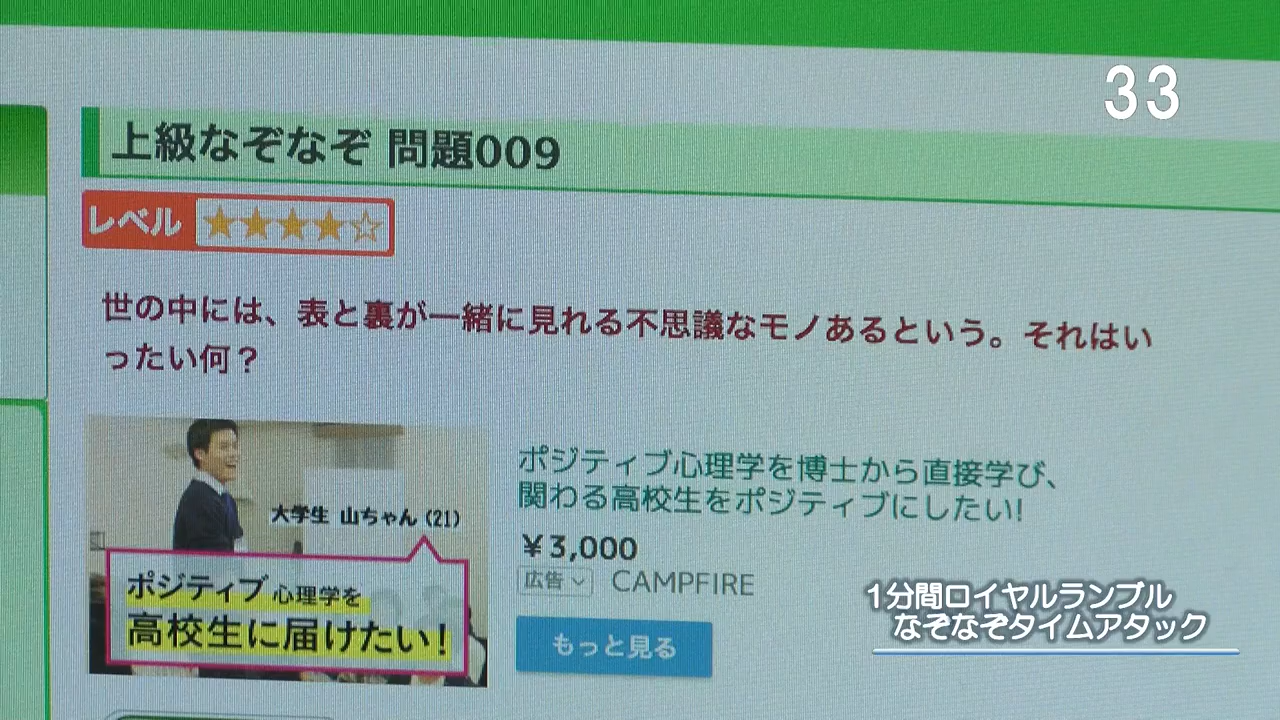 33
上級なぞなぞ 問題009
レベル ★★★★☆
世の中には、表と裏が一緒に見れる不思議なモノあるという。それはい
ったい何？
大学生 山ちゃん (21)
ポジティブ心理学を
高校生に届けたい！
ポジティブ心理学を博士から直接学び、
関わる高校生をポジティブにしたい!
￥3,000
広告 CAMPFIRE
もっと見る
1分間ロイヤルランブル
なぞなぞタイムアタック